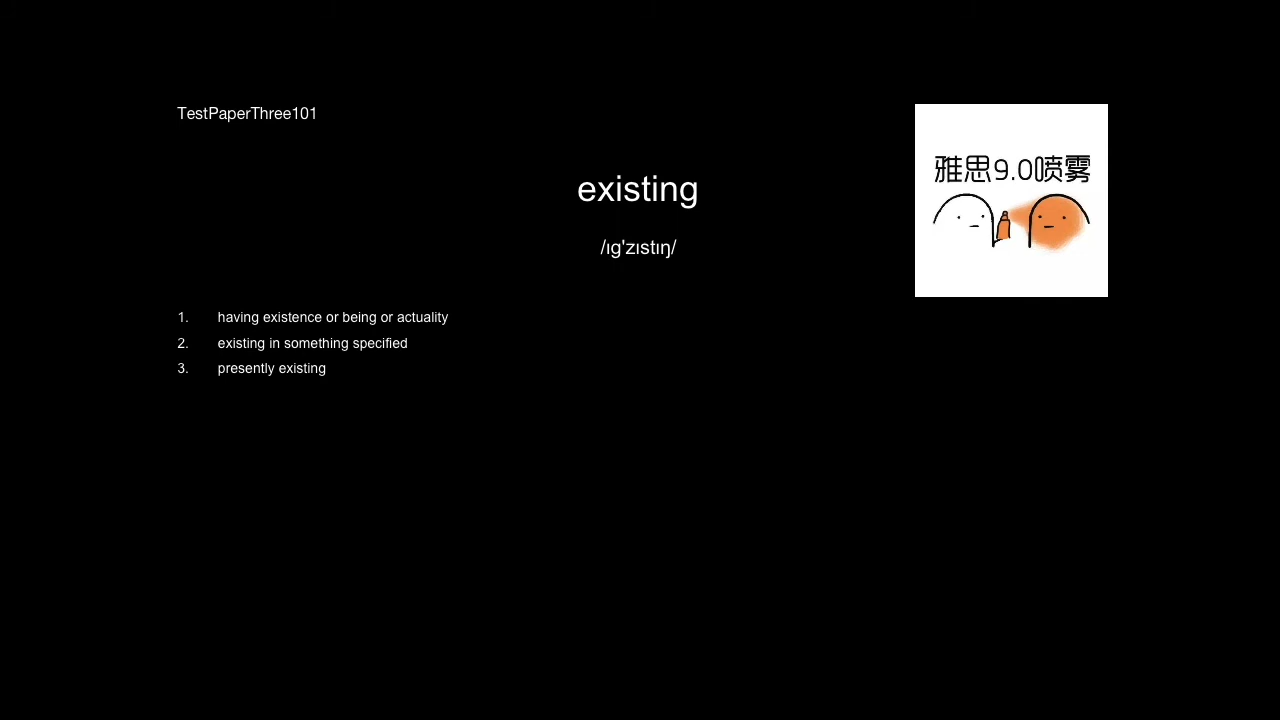 TestPaperThree101
雅思9.0喷雾
existing
/ɪg'zɪstɪŋ/
1. having existence or being or actuality
2. existing in something specified
3. presently existing